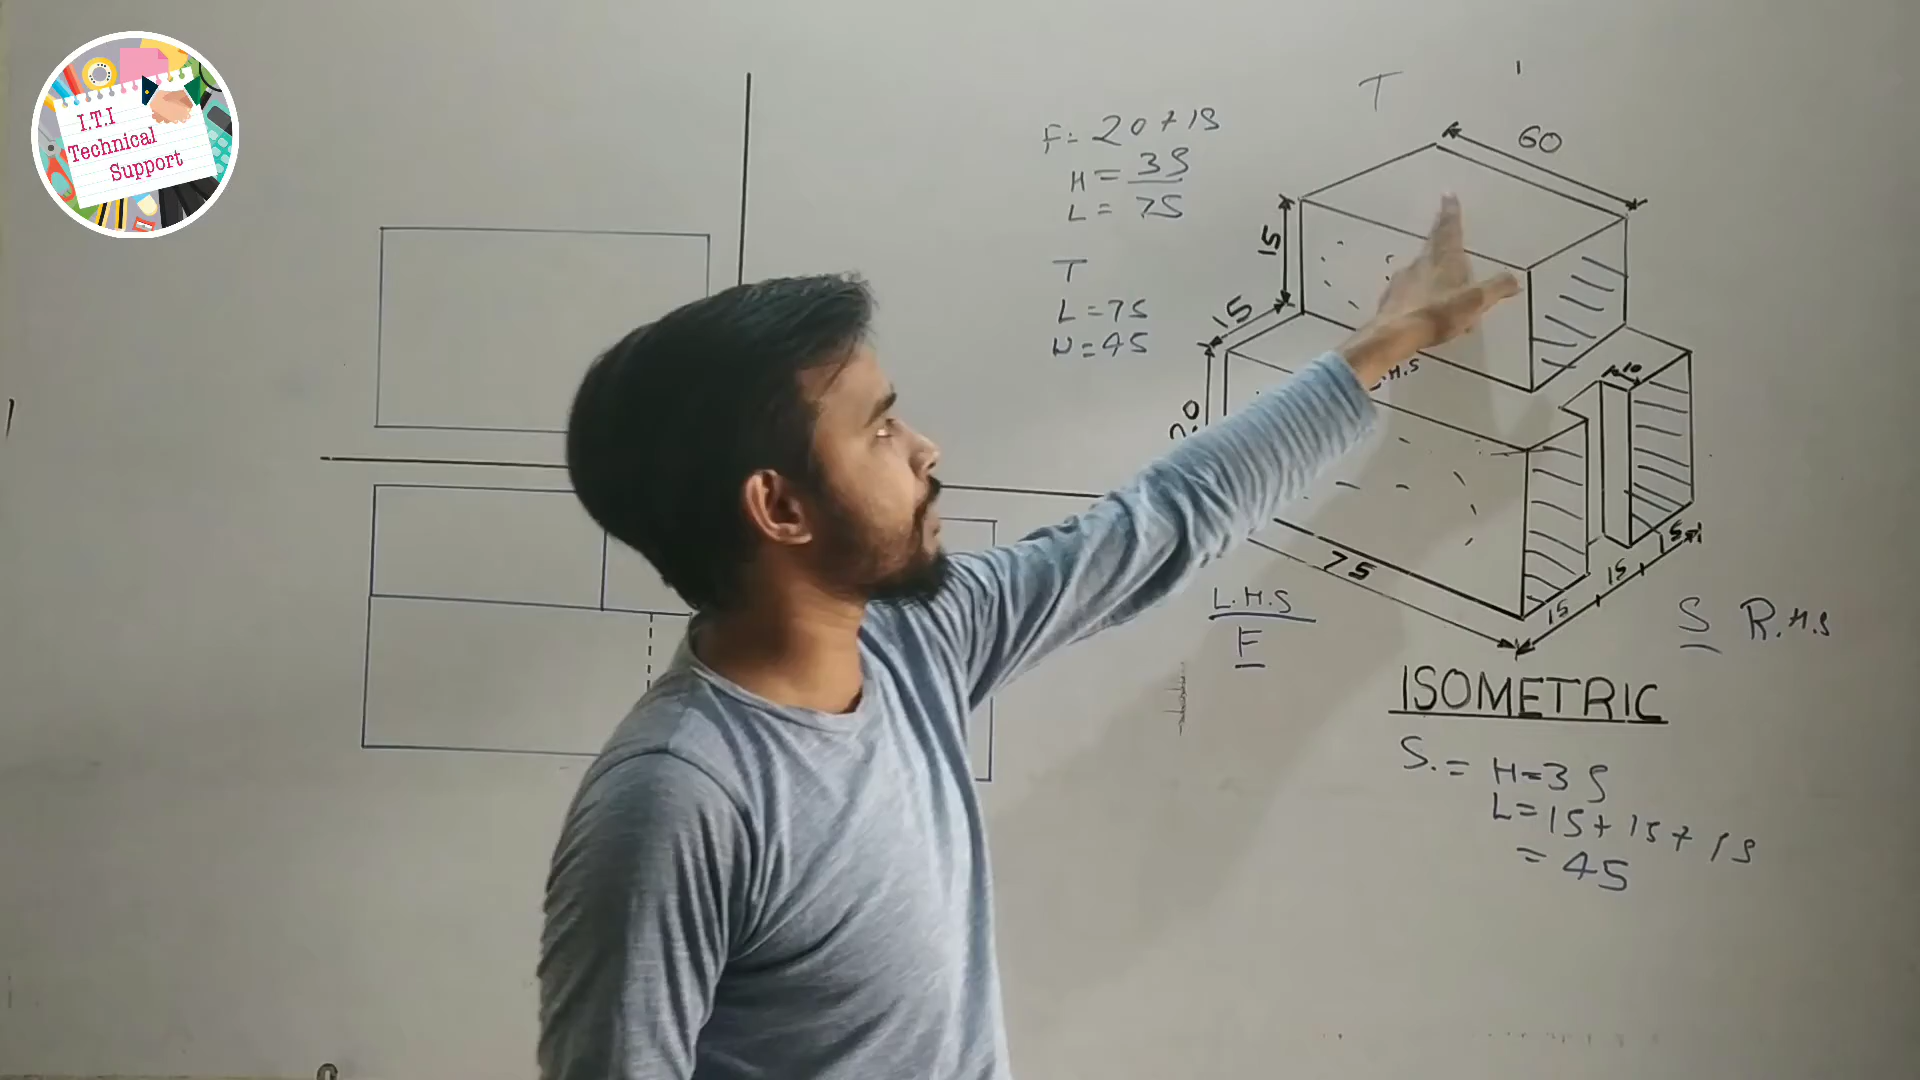 I.T.I
Technical
Support
F= 20+15
H = 35
L = 75
T
L=75
W=45
T
60
15
15
20
L.H.S
10
75
15
15
15
L.H.S
F
S R.H.S
ISOMETRIC
S. = H=35
L=15+15+15
= 45